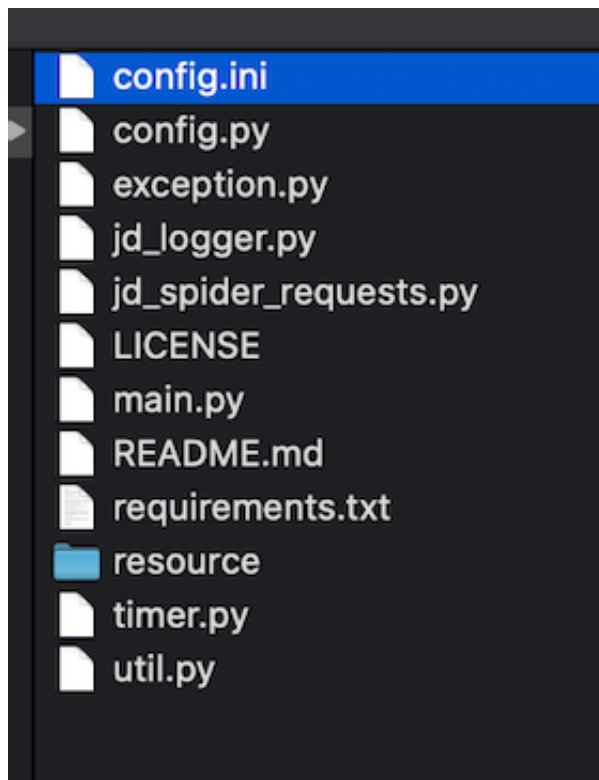 config.ini
config.py
exception.py
jd_logger.py
jd_spider_requests.py
LICENSE
main.py
README.md
requirements.txt
resource
timer.py
util.py